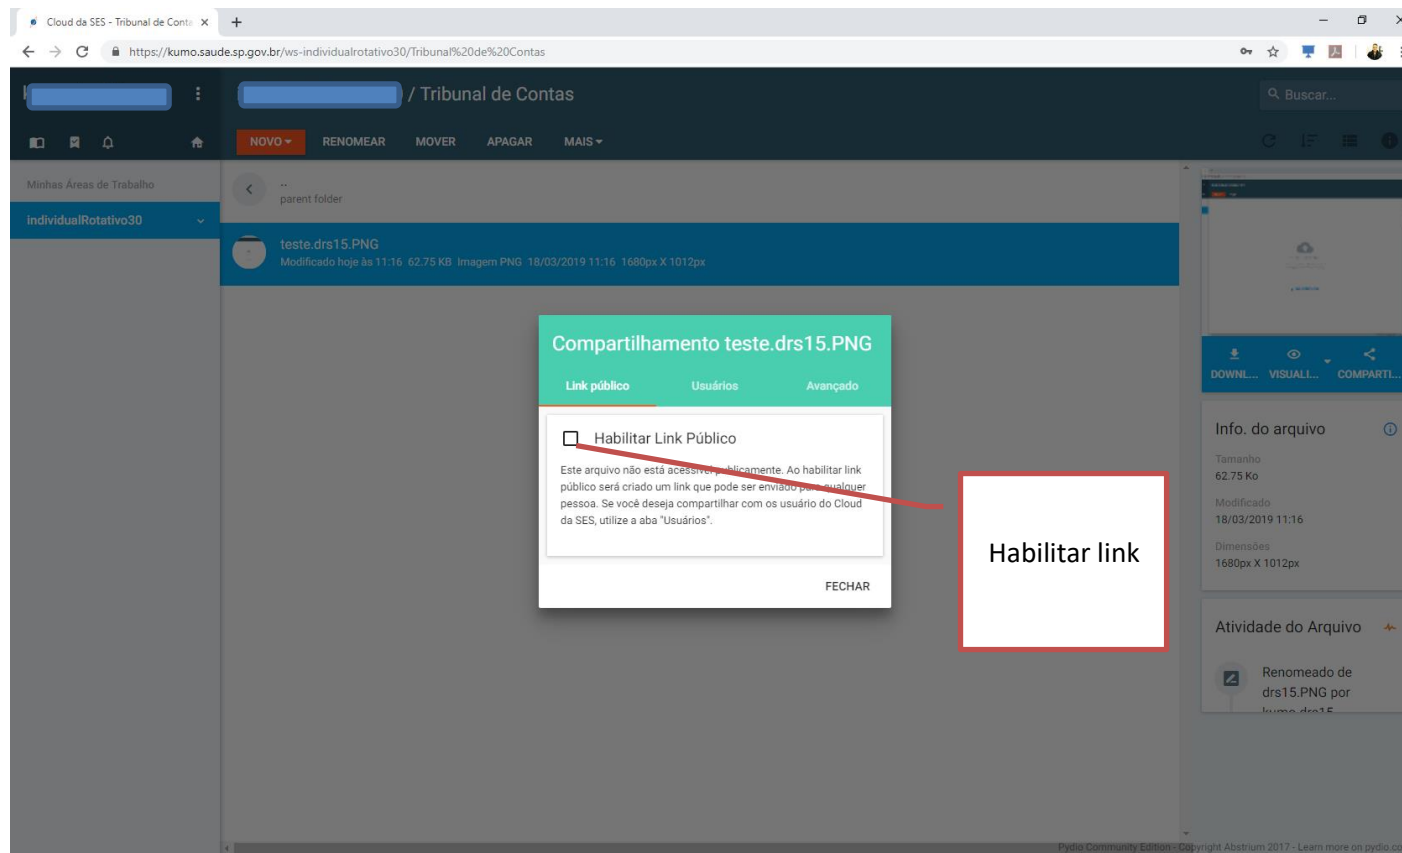 Cloud da SES - Tribunal de Conta
https://kumo.saude.sp.gov.br/ws-individualrotativo30/Tribunal%20de%20Contas
/ Tribunal de Contas
Buscar...
NOVO RENOMEAR MOVER APAGAR MAIS
Minhas Áreas de Trabalho
individualRotativo30
..
parent folder
teste.drs15.PNG
Modificado hoje às 11:16 62.75 KB Imagem PNG 18/03/2019 11:16 1680px X 1012px
Compartilhamento teste.drs15.PNG
Link público Usuários Avançado
Habilitar Link Público
Este arquivo não está acessível publicamente. Ao habilitar link
público será criado um link que pode ser enviado para qualquer
pessoa. Se você deseja compartilhar com os usuário do Cloud
da SES, utilize a aba "Usuários".
FECHAR
Habilitar link
DOWNL... VISUALI... COMPARTI...
Info. do arquivo
Tamanho
62.75 Ko
Modificado
18/03/2019 11:16
Dimensões
1680px X 1012px
Atividade do Arquivo
Renomeado de
drs15.PNG por
kumo.drs15
Pydio Community Edition - Copyright Abstrium 2017 - Learn more on pydio.co